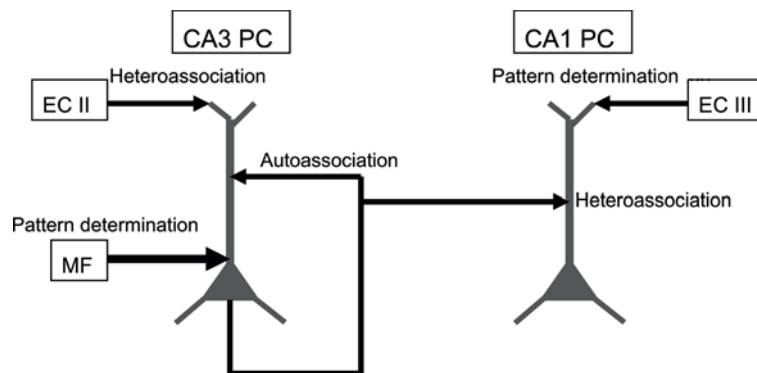 CA3 PC
CA1 PC
Heteroassociation
Pattern determination
EC II
EC III
Autoassociation
Heteroassociation
Pattern determination
MF